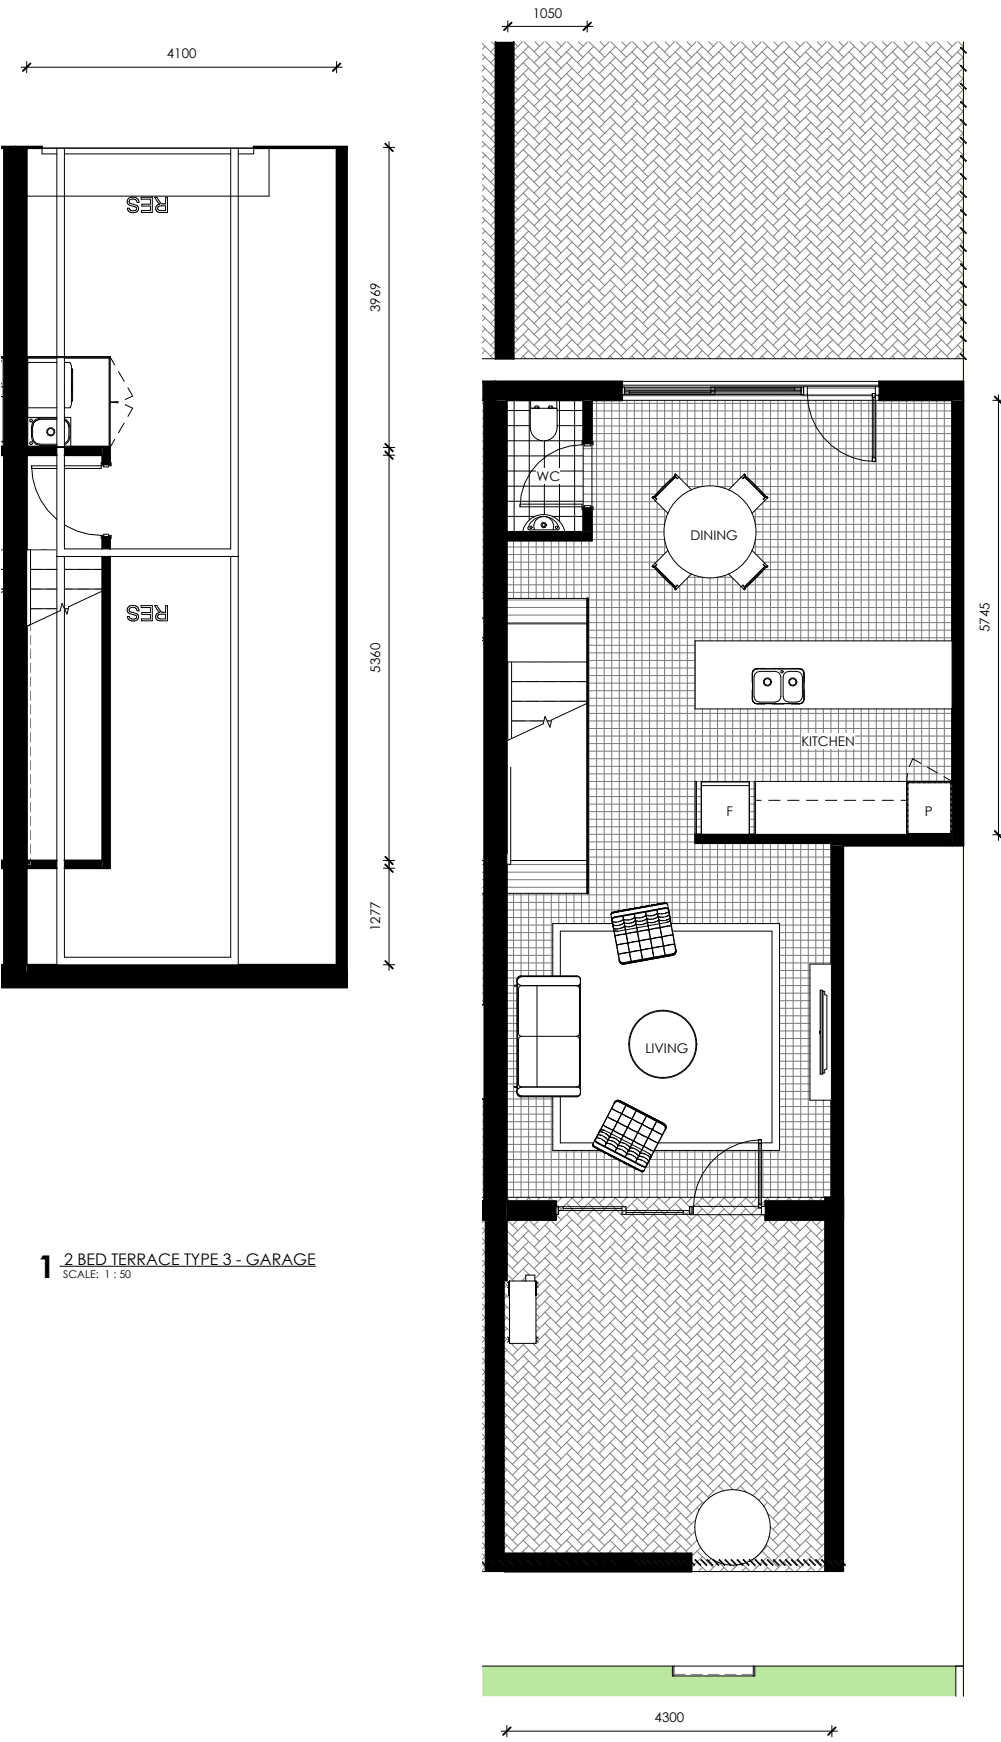 1050
4100
RES
3969
WC
DINING
5745
RES
5360
KITCHEN
F
P
1277
LIVING
1 2 BED TERRACE TYPE 3 - GARAGE
SCALE: 1 : 50
4300